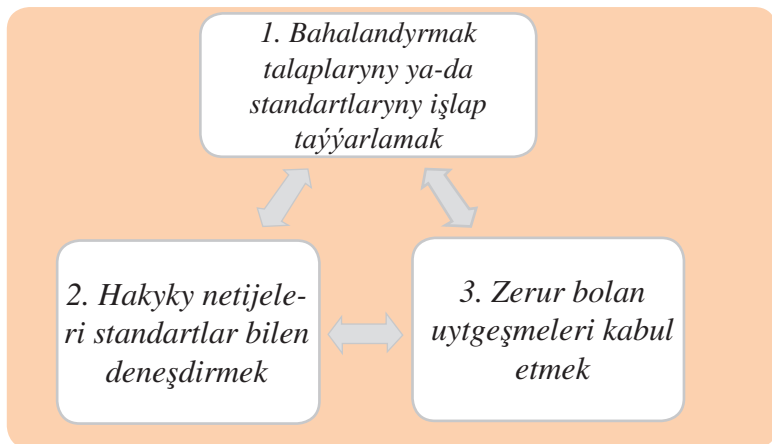 1. Bahalandyrmak
talaplaryny ya-da
standartlaryny işlap
taýýarlamak
2. Hakyky netijele-
ri standartlar bilen
deneşdirmek
3. Zerur bolan
uytgeşmeleri kabul
etmek